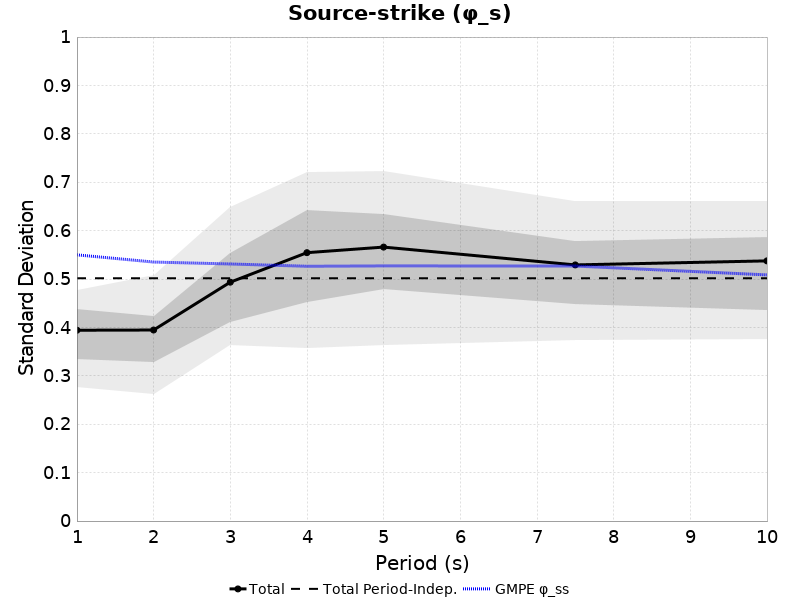 Source-strike (φ_s)
Standard Deviation
1
0.9
0.8
0.7
0.6
0.5
0.4
0.3
0.2
0.1
0
1 2 3 4 5 6 7 8 9 10
Period (s)
Total Total Period-Indep. GMPE φ_ss